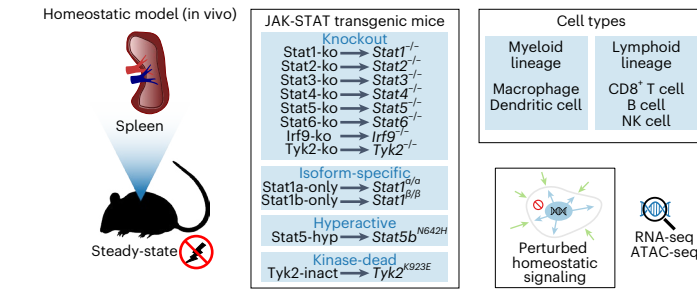 Homeostatic model (in vivo)
Spleen
Steady-state
JAK-STAT transgenic mice
Knockout
Stat1-ko → Stat1⁻/⁻
Stat2-ko → Stat2⁻/⁻
Stat3-ko → Stat3⁻/⁻
Stat4-ko → Stat4⁻/⁻
Stat5-ko → Stat5⁻/⁻
Stat6-ko → Stat6⁻/⁻
Irf9-ko → Irf9⁻/⁻
Tyk2-ko → Tyk2⁻/⁻
Isoform-specific
Stat1a-only → Stat1α/α
Stat1b-only → Stat1β/β
Hyperactive
Stat5-hyp → Stat5bN642H
Kinase-dead
Tyk2-inact → Tyk2K923E
Cell types
Myeloid
lineage
Macrophage
Dendritic cell
Lymphoid
lineage
CD8⁺ T cell
B cell
NK cell
Perturbed
homeostatic
signaling
RNA-seq
ATAC-seq